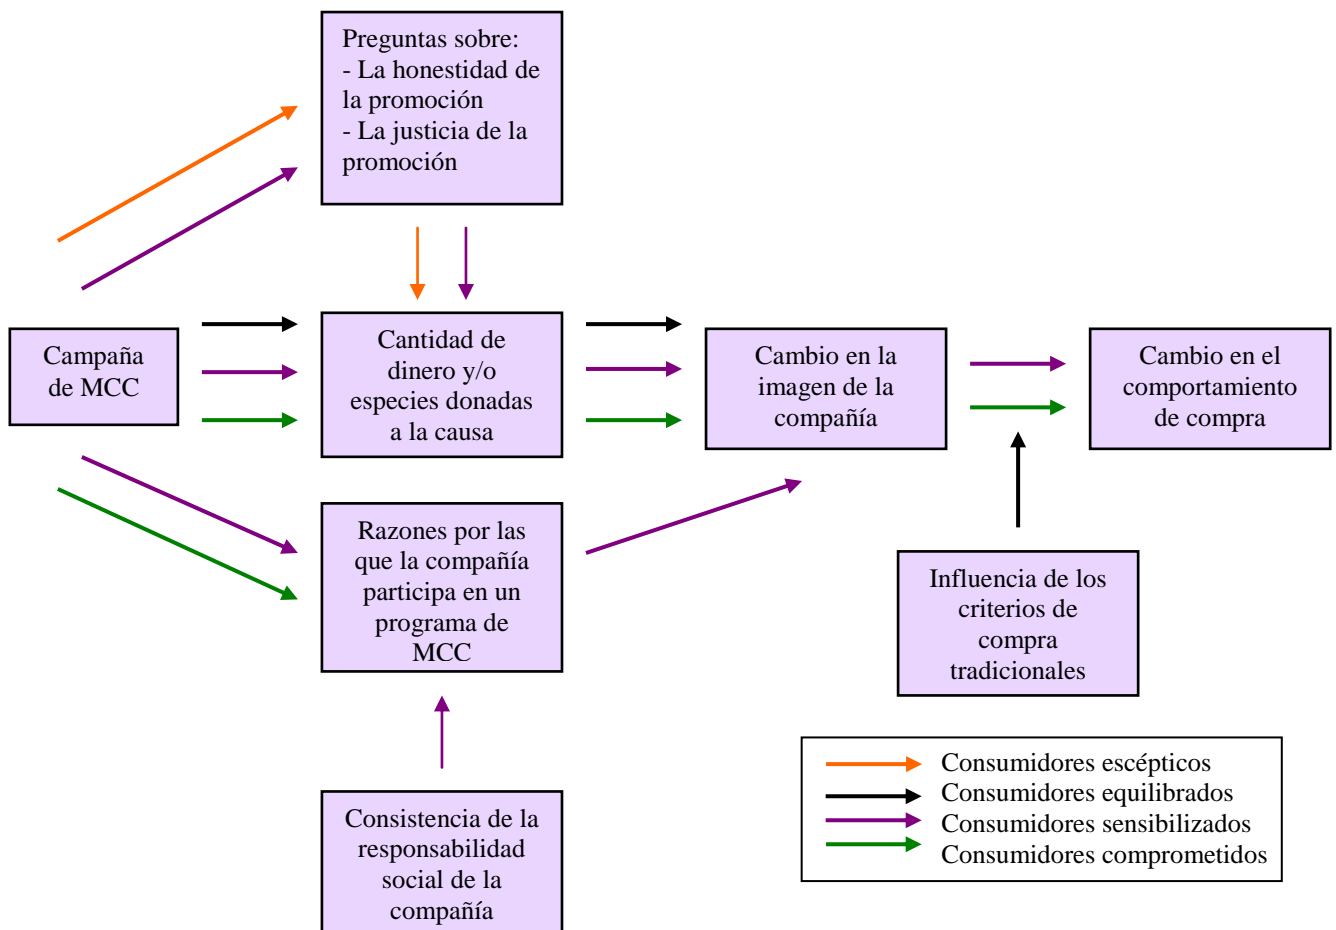 Preguntas sobre:
- La honestidad de
la promoción
- La justicia de la
promoción
Campaña
de MCC
Cantidad de
dinero y/o
especies donadas
a la causa
Cambio en la
imagen de la
compañía
Cambio en el
comportamiento
de compra
Razones por las
que la compañía
participa en un
programa de
MCC
Influencia de los
criterios de
compra
tradicionales
Consistencia de la
responsabilidad
social de la
compañía
Consumidores escépticos
Consumidores equilibrados
Consumidores sensibilizados
Consumidores comprometidos